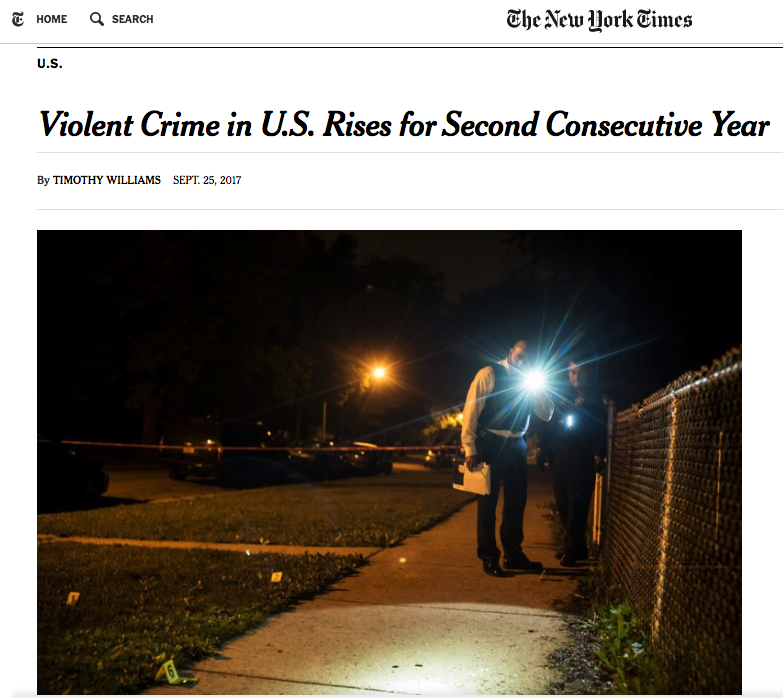 HOME SEARCH The New York Times
U.S.
Violent Crime in U.S. Rises for Second Consecutive Year
By TIMOTHY WILLIAMS SEPT. 25, 2017
6